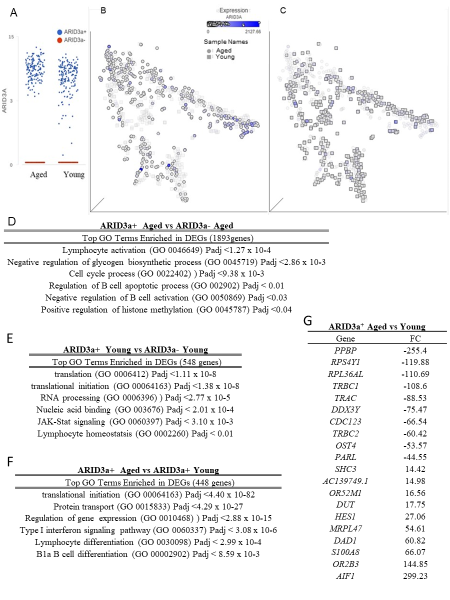 A
ARID3A+
ARID3A-
15
5
0
ARID3A
Aged
Young
B
Expression
ARID3A
0
2127.66
Sample Names
Aged
Young
C
D
ARID3a+ Aged vs ARID3a- Aged
Top GO Terms Enriched in DEGs (1893genes)
Lymphocyte activation (GO 0046649) Padj <1.27 x 10-4
Negative regulation of glycogen biosynthetic process (GO 0045719) Padj <2.86 x 10-3
Cell cycle process (GO 0022402) ) Padj <9.38 x 10-3
Regulation of B cell apoptotic process (GO 002902) Padj < 0.01
Negative regulation of B cell activation (GO 0050869) Padj <0.03
Positive regulation of histone methylation (GO 0045787) Padj <0.04
E
ARID3a+ Young vs ARID3a- Young
Top GO Terms Enriched in DEGs (548 genes)
translation (GO 0006412) Padj <1.11 x 10-8
translational initiation (GO 00064163) Padj <1.38 x 10-8
RNA processing (GO 0006396) ) Padj <2.77 x 10-5
Nucleic acid binding (GO 003676) Padj < 2.01 x 10-4
JAK-Stat signaling (GO 0060397) Padj < 3.10 x 10-3
Lymphocyte homeostatis (GO 0002260) Padj < 0.01
F
ARID3a+ Aged vs ARID3a+ Young
Top GO Terms Enriched in DEGs (448 genes)
translational initiation (GO 00064163) Padj <4.40 x 10-82
Protein transport (GO 0015833) Padj <4.29 x 10-27
Regulation of gene expression (GO 0010468) ) Padj <2.88 x 10-15
Type I interferon signaling pathway (GO 0060337) Padj < 3.08 x 10-6
Lymphocyte differentiation (GO 0030098) Padj < 2.99 x 10-4
B1a B cell differentiation (GO 00002902) Padj < 8.59 x 10-3
G
ARID3a+ Aged vs Young
Gene FC
PPBP -255.4
RPS4Y1 -119.88
RPL36AL -110.69
TRBC1 -108.6
TRAC -88.53
DDX3Y -75.47
CDC123 -66.54
TRBC2 -60.42
OST4 -53.57
PARL -44.55
SHC3 14.42
AC139749.1 14.98
OR52M1 16.56
DUT 17.75
HES1 27.06
MRPL47 54.61
DAD1 60.82
S100A8 66.07
OR2B3 144.85
AIF1 299.23